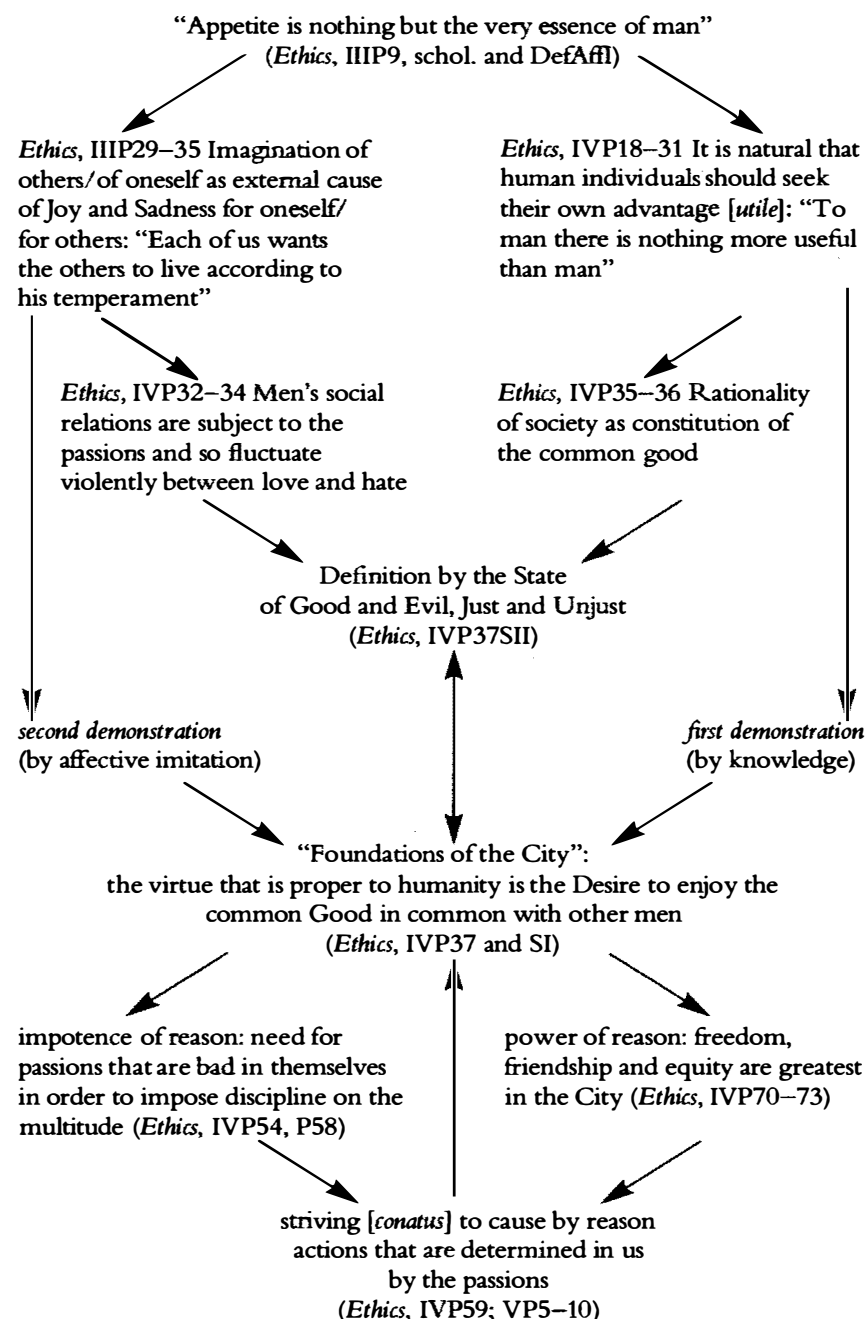 “Appetite is nothing but the very essence of man”
(Ethics, IIIP9, schol. and DefAffI)
Ethics, IIIP29–35 Imagination of
others/of oneself as external cause
of Joy and Sadness for oneself/
for others: “Each of us wants
the others to live according to
his temperament”
Ethics, IVP18–31 It is natural that
human individuals should seek
their own advantage [utile]: “To
man there is nothing more useful
than man”
Ethics, IVP32–34 Men’s social
relations are subject to the
passions and so fluctuate
violently between love and hate
Ethics, IVP35–36 Rationality
of society as constitution of
the common good
Definition by the State
of Good and Evil, Just and Unjust
(Ethics, IVP37SII)
second demonstration
(by affective imitation)
first demonstration
(by knowledge)
“Foundations of the City”:
the virtue that is proper to humanity is the Desire to enjoy the
common Good in common with other men
(Ethics, IVP37 and SI)
impotence of reason: need for
passions that are bad in themselves
in order to impose discipline on the
multitude (Ethics, IVP54, P58)
power of reason: freedom,
friendship and equity are greatest
in the City (Ethics, IVP70–73)
striving [conatus] to cause by reason
actions that are determined in us
by the passions
(Ethics, IVP59; VP5–10)